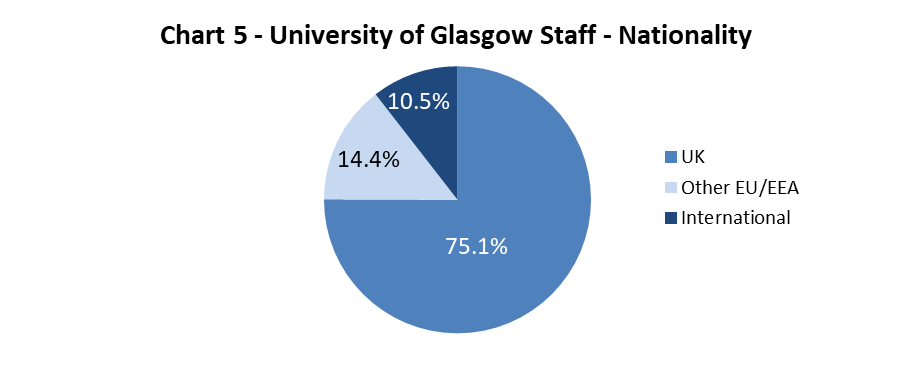 Chart 5 - University of Glasgow Staff - Nationality
10.5%
14.4%
75.1%
UK
Other EU/EEA
International